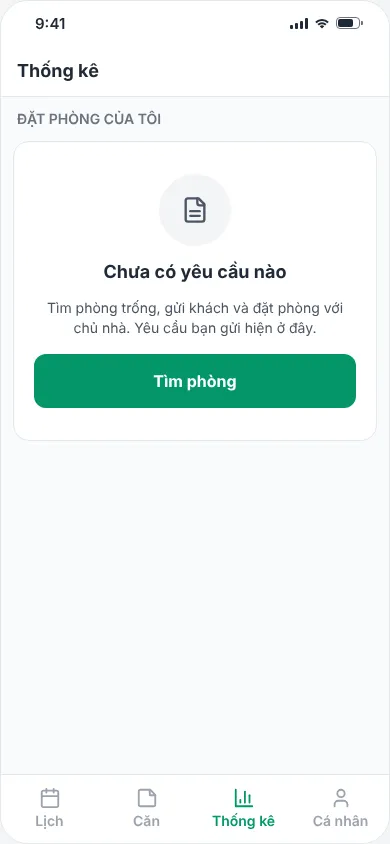 9:41
Thống kê
ĐẶT PHÒNG CỦA TÔI
Chưa có yêu cầu nào
Tìm phòng trống, gửi khách và đặt phòng với
chủ nhà. Yêu cầu bạn gửi hiện ở đây.
Tìm phòng
Lịch
Căn
Thống kê
Cá nhân